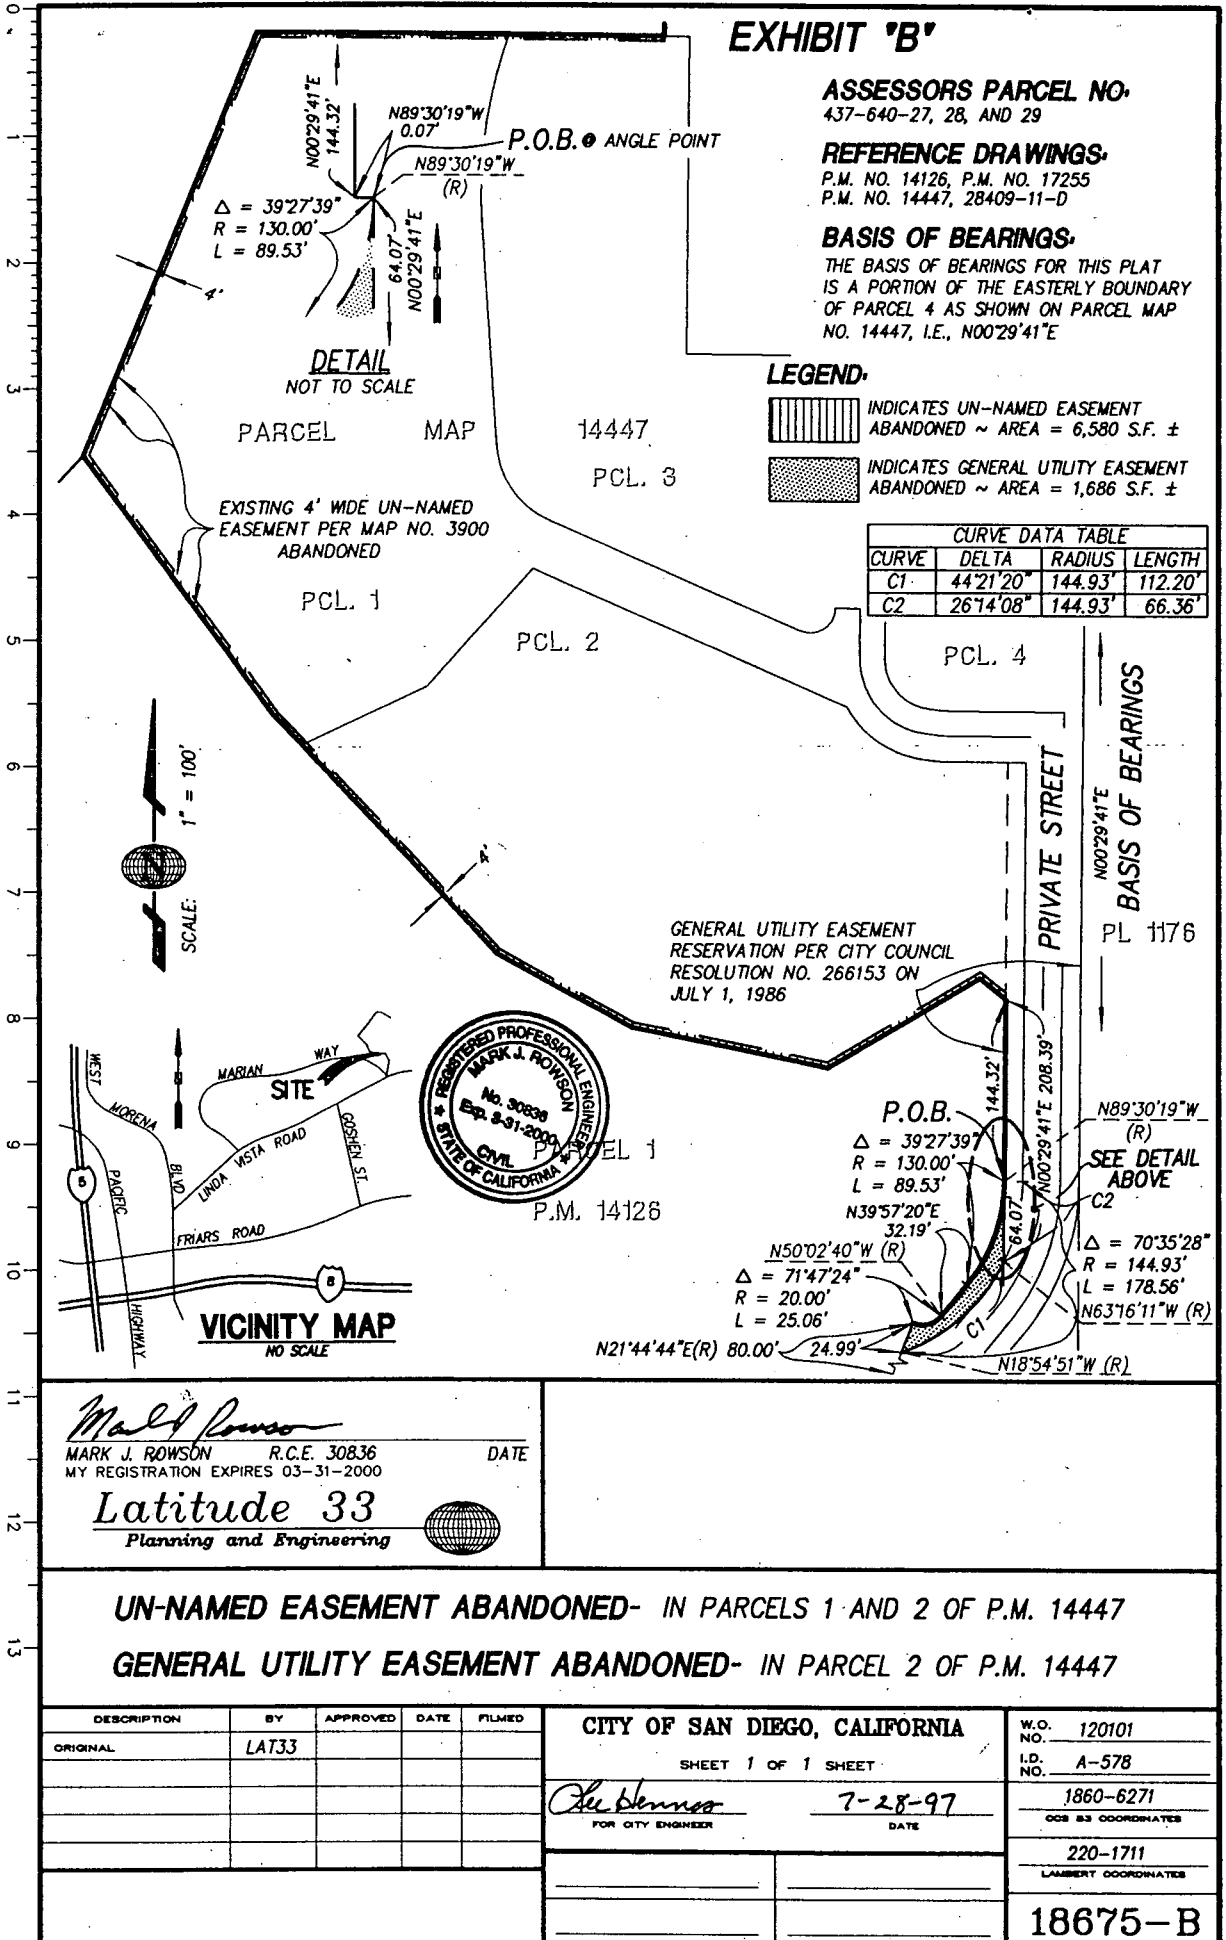 EXHIBIT "B"
ASSESSORS PARCEL NO.
437-640-27, 28, AND 29
REFERENCE DRAWINGS.
P.M. NO. 14126, P.M. NO. 17255
P.M. NO. 14447, 28409-11-D
BASIS OF BEARINGS.
THE BASIS OF BEARINGS FOR THIS PLAT
IS A PORTION OF THE EASTERLY BOUNDARY
OF PARCEL 4 AS SHOWN ON PARCEL MAP
NO. 14447, I.E., N00°29'41"E
LEGEND.
INDICATES UN-NAMED EASEMENT
ABANDONED ~ AREA = 6,580 S.F. ±
INDICATES GENERAL UTILITY EASEMENT
ABANDONED ~ AREA = 1,686 S.F. ±
CURVE DATA TABLE
CURVE DELTA RADIUS LENGTH
C1 44°21'20" 144.93' 112.20'
C2 26°14'08" 144.93' 66.36'
N00°29'41"E
144.32'
N89°30'19"W
0.07'
P.O.B. @ ANGLE POINT
N89°30'19"W
(R)
Δ = 39°27'39"
R = 130.00'
L = 89.53'
64.07'
N00°29'41"E
4'
DETAIL
NOT TO SCALE
PARCEL MAP 14447
PCL. 3
EXISTING 4' WIDE UN-NAMED
EASEMENT PER MAP NO. 3900
ABANDONED
PCL. 1
PCL. 2
PCL. 4
SCALE: 1" = 100'
N
4'
PRIVATE STREET
N00°29'41"E
BASIS OF BEARINGS
PL 1176
GENERAL UTILITY EASEMENT
RESERVATION PER CITY COUNCIL
RESOLUTION NO. 266153 ON
JULY 1, 1986
144.32'
N00°29'41"E 208.39'
P.O.B.
Δ = 39°27'39"
R = 130.00'
L = 89.53'
N39°57'20"E
32.19'
N50°02'40"W (R)
Δ = 71°47'24"
R = 20.00'
L = 25.06'
N21°44'44"E(R) 80.00'
24.99'
64.07
N89°30'19"W
(R)
SEE DETAIL
ABOVE
C2
Δ = 70°35'28"
R = 144.93'
L = 178.56'
N63°16'11"W (R)
C1
N18°54'51"W (R)
REGISTERED PROFESSIONAL ENGINEER
MARK J. ROWSON
No. 30836
Exp. 3-31-2000
CIVIL
STATE OF CALIFORNIA
PARCEL 1
P.M. 14126
WEST
MORENA
BLVD
MARIAN WAY
SITE
LINDA VISTA ROAD
GOSHEN ST.
PACIFIC
HIGHWAY
FRIARS ROAD
5
8
VICINITY MAP
NO SCALE
Mark J Rowson
MARK J. ROWSON R.C.E. 30836 DATE
MY REGISTRATION EXPIRES 03-31-2000
Latitude 33
Planning and Engineering
UN-NAMED EASEMENT ABANDONED- IN PARCELS 1 AND 2 OF P.M. 14447
GENERAL UTILITY EASEMENT ABANDONED- IN PARCEL 2 OF P.M. 14447
DESCRIPTION BY APPROVED DATE FILMED
ORIGINAL LAT33
CITY OF SAN DIEGO, CALIFORNIA
SHEET 1 OF 1 SHEET
7-28-97
FOR CITY ENGINEER DATE
W.O. NO. 120101
I.D. NO. A-578
1860-6271
CCS 83 COORDINATES
220-1711
LAMBERT COORDINATES
18675-B
0
1
2
3
4
5
6
7
8
9
10
11
12
13